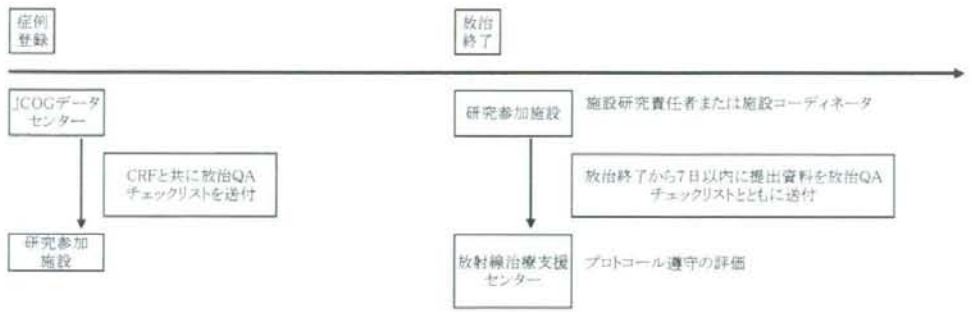 症例
登録
放治
終了
JCOGデータ
センター
研究参加施設
施設研究責任者または施設コーディネータ
CRFと共に放治QA
チェックリストを送付
放治終了から7日以内に提出資料を放治QA
チェックリストとともに送付
研究参加
施設
放射線治療支援
センター
プロトコール遵守の評価